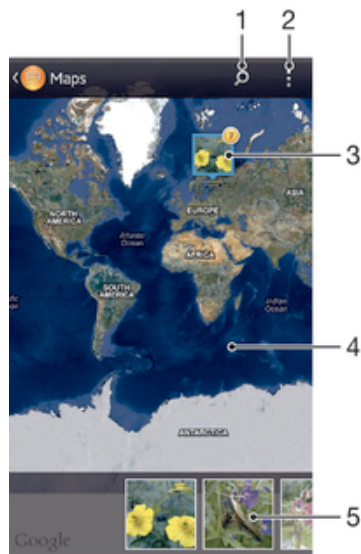 1 2
Maps
2
3
ASIA
EUROPE
NORTH
AMERICA
Atlantic
Ocean
AFRICA
SOUTH
AMERICA
Indian
Ocean
4
ANTARCTICA
5
Google